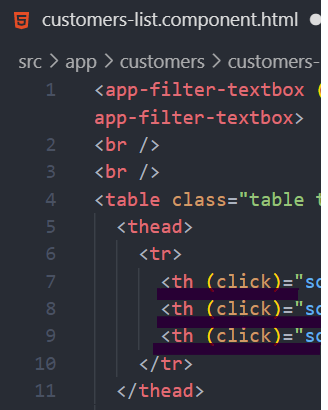 customers-list.component.html
src > app > customers > customers-
1 <app-filter-textbox (
app-filter-textbox>
2 <br />
3 <br />
4 <table class="table t
5 <thead>
6 <tr>
7 <th (click)="so
8 <th (click)="so
9 <th (click)="so
10 </tr>
11 </thead>